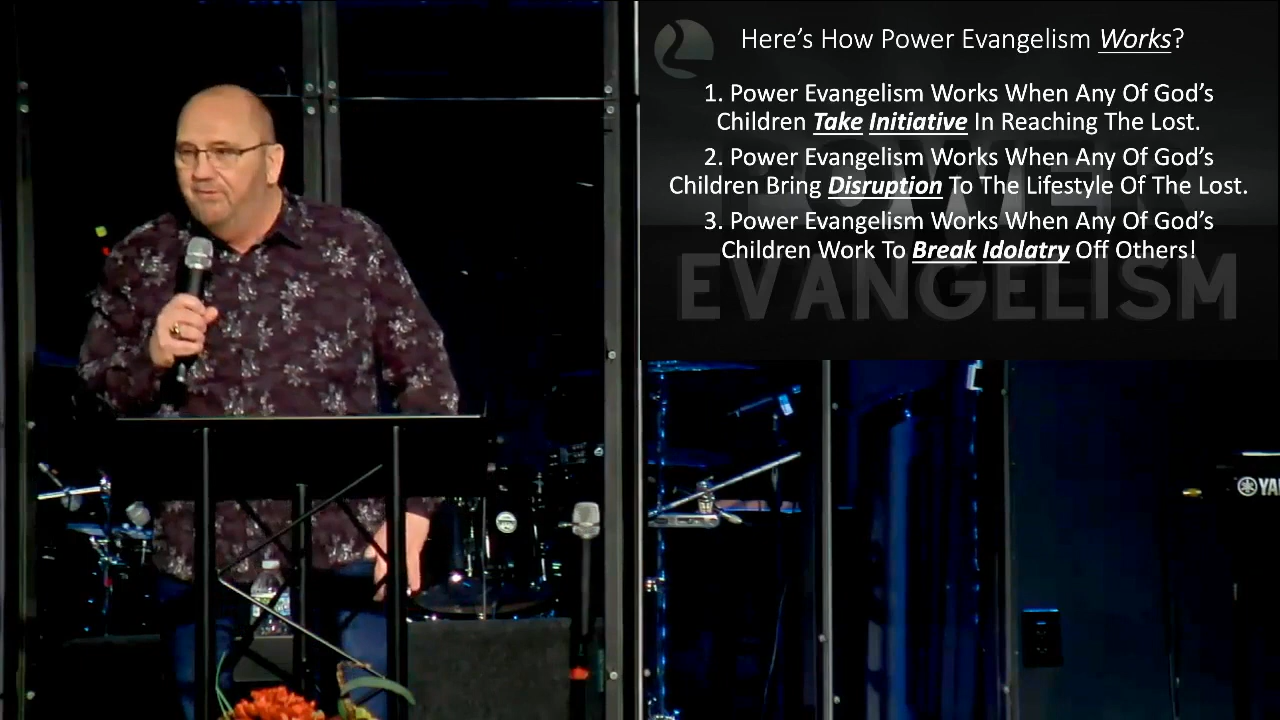 Here's How Power Evangelism Works?
1. Power Evangelism Works When Any Of God's
Children Take Initiative In Reaching The Lost.
2. Power Evangelism Works When Any Of God's
Children Bring Disruption To The Lifestyle Of The Lost.
3. Power Evangelism Works When Any Of God's
Children Work To Break Idolatry Off Others!
POWER
EVANGELISM